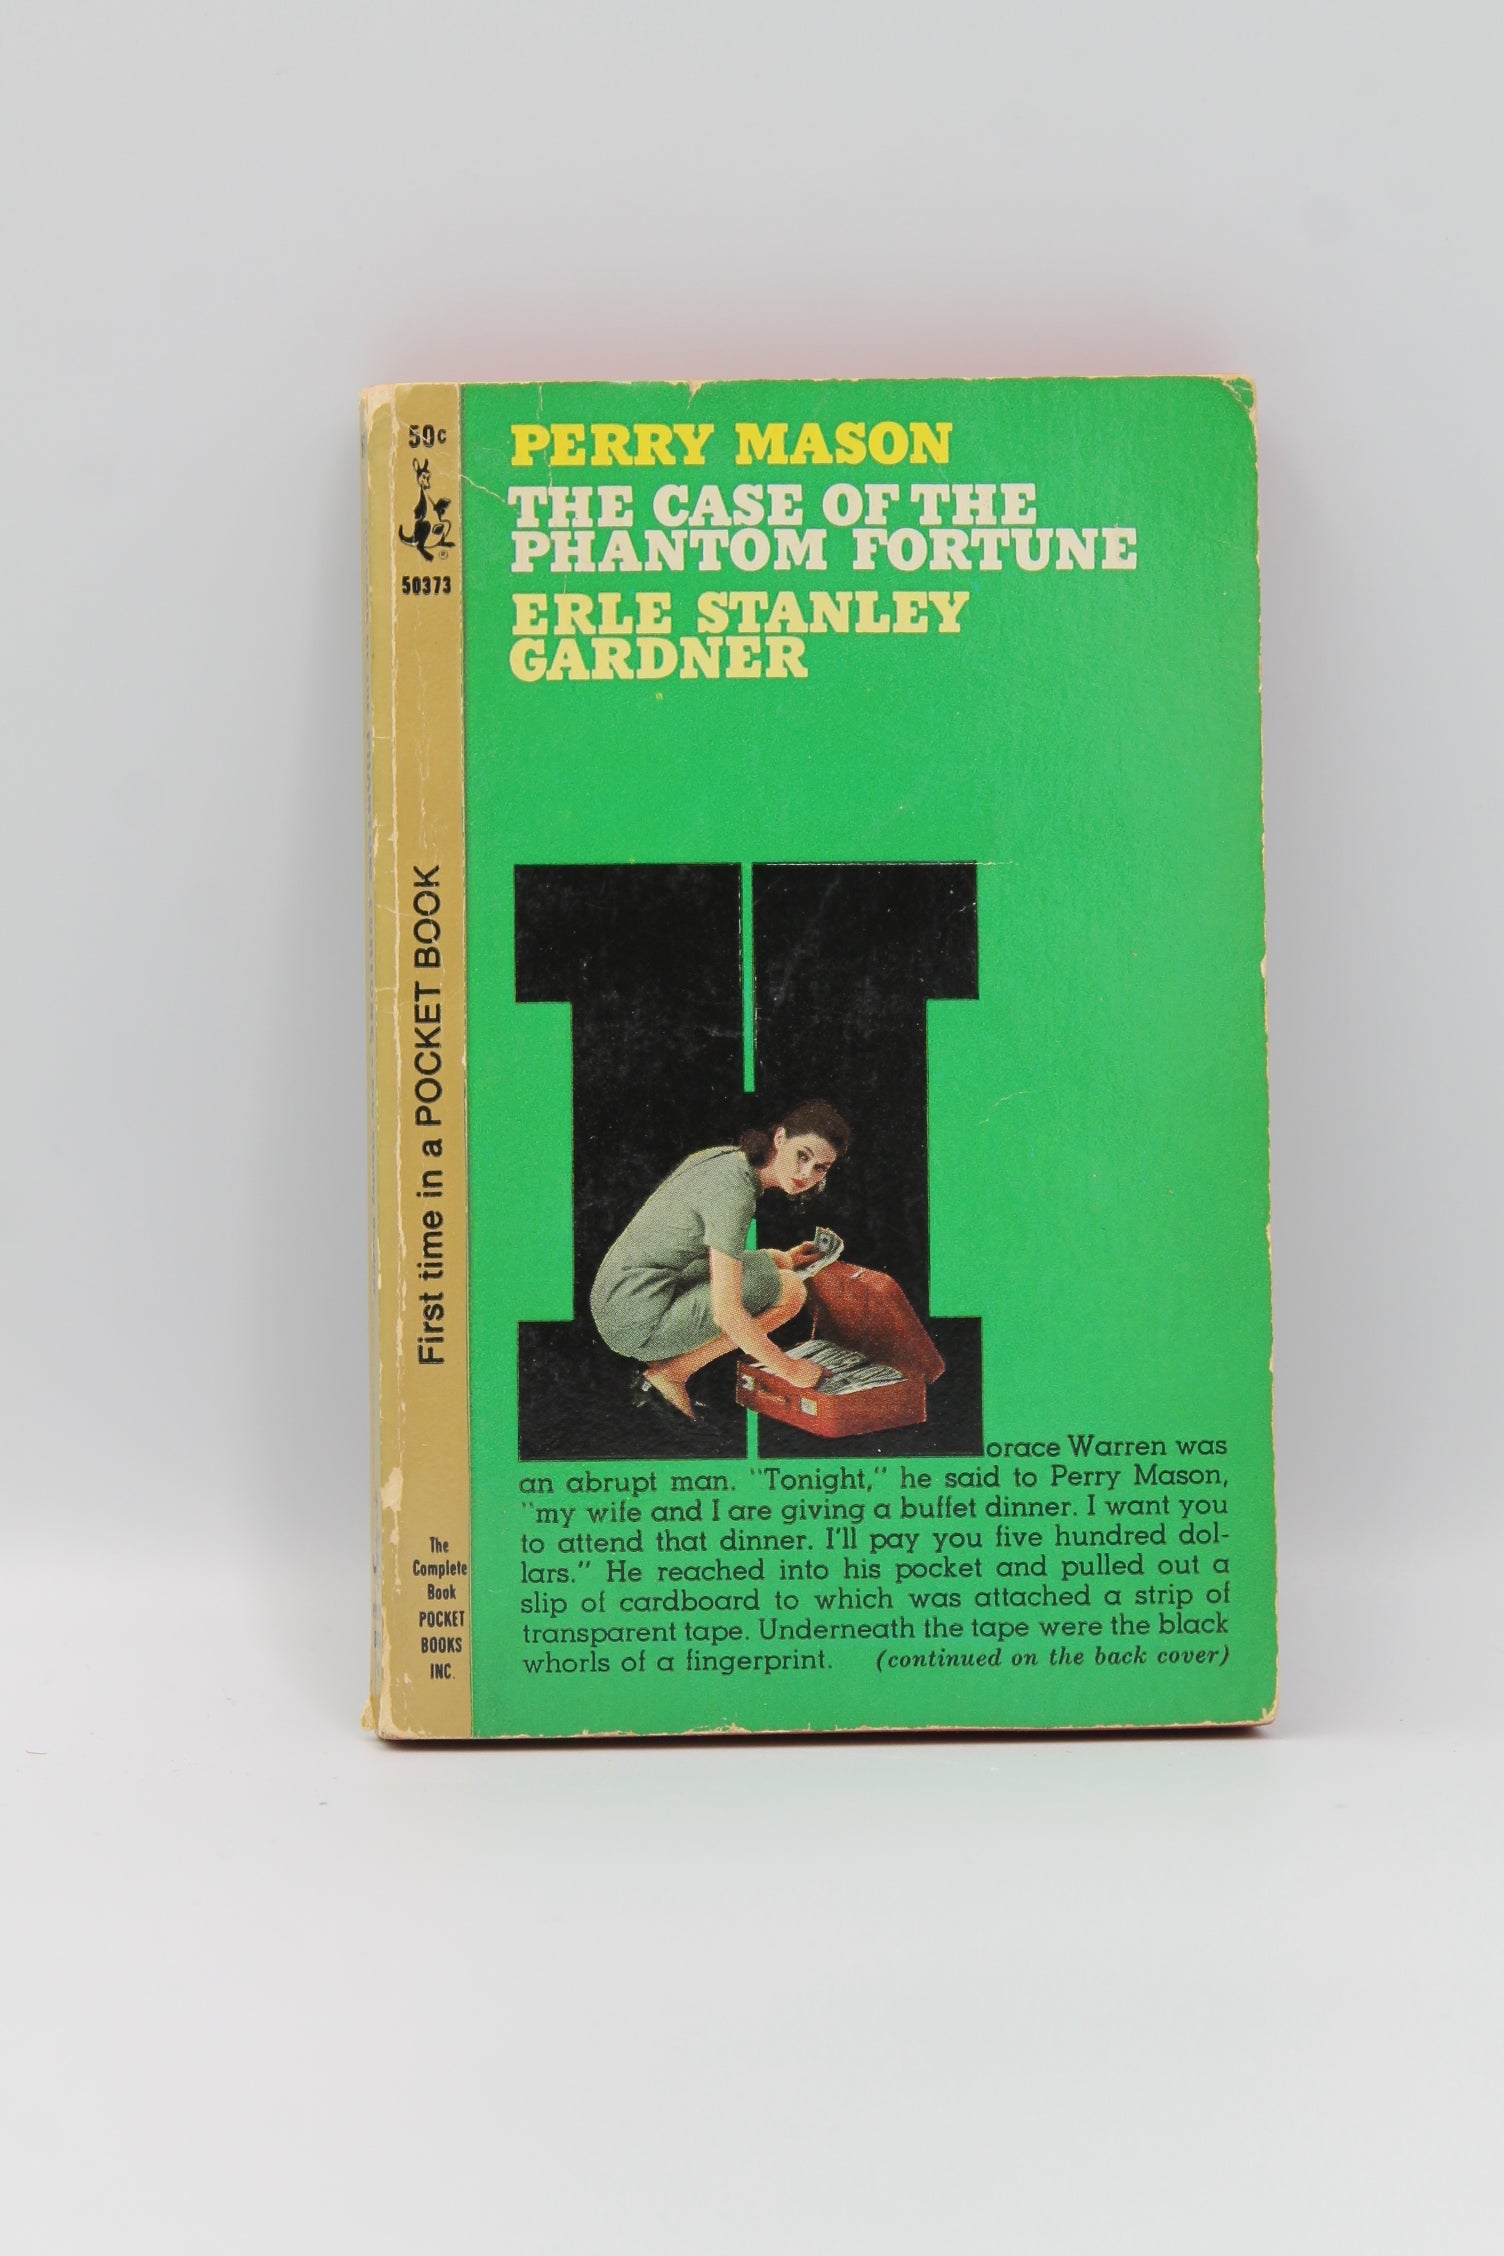 50c
®
50373
First time in a POCKET BOOK
The
Complete
Book
POCKET
BOOKS
INC.
PERRY MASON
THE CASE OF THE
PHANTOM FORTUNE
ERLE STANLEY
GARDNER
Horace Warren was
an abrupt man. "Tonight," he said to Perry Mason,
"my wife and I are giving a buffet dinner. I want you
to attend that dinner. I'll pay you five hundred dol-
lars." He reached into his pocket and pulled out a
slip of cardboard to which was attached a strip of
transparent tape. Underneath the tape were the black
whorls of a fingerprint. (continued on the back cover)